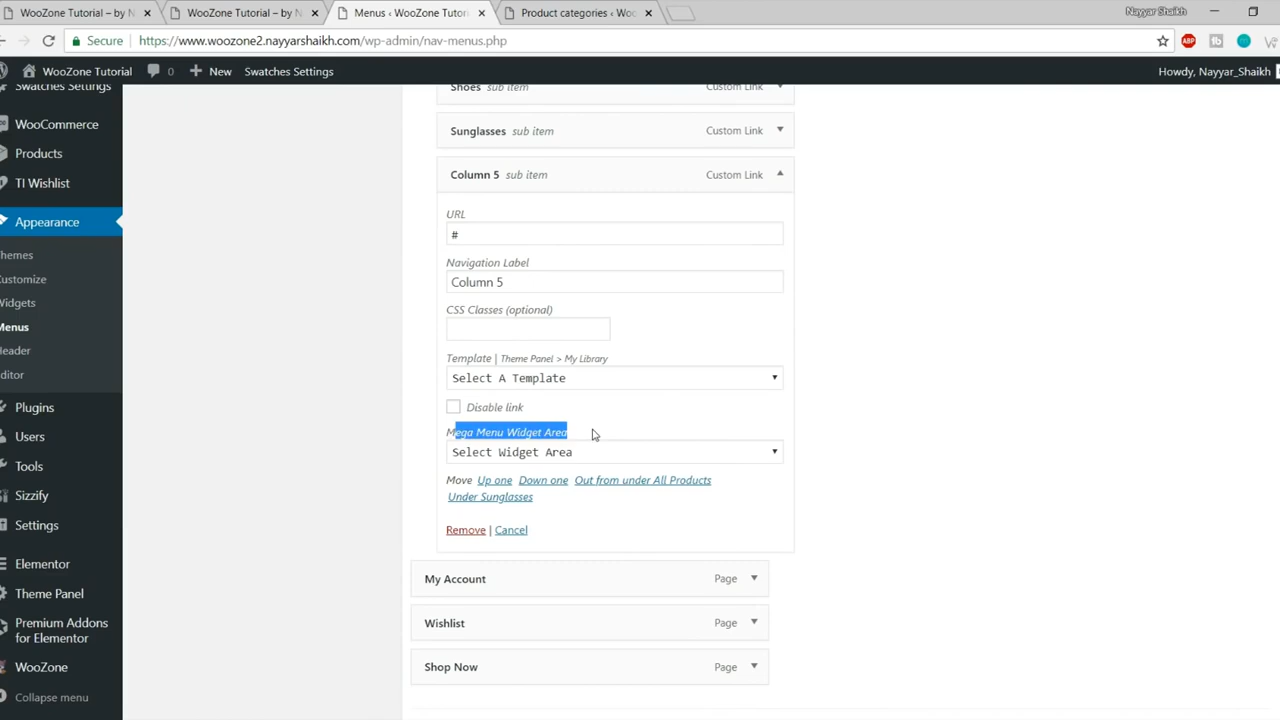 WooZone Tutorial – by N ×
WooZone Tutorial – by N ×
Menus ‹ WooZone Tutori ×
Product categories ‹ Woo ×
Nayyar Shaikh
Secure
https://www.woozone2.nayyarshaikh.com/wp-admin/nav-menus.php
ABP
WooZone Tutorial
0
New
Swatches Settings
Howdy, Nayyar_Shaikh
Swatches Settings
WooCommerce
Products
TI Wishlist
Appearance
Themes
Customize
Widgets
Menus
Header
Editor
Plugins
Users
Tools
Sizzify
Settings
Elementor
Theme Panel
Premium Addons
for Elementor
WooZone
Collapse menu
Shoes sub item Custom Link
Sunglasses sub item Custom Link
Column 5 sub item Custom Link
URL
#
Navigation Label
Column 5
CSS Classes (optional)
Template | Theme Panel > My Library
Select A Template
Disable link
Mega Menu Widget Area
Select Widget Area
Move Up one Down one Out from under All Products
Under Sunglasses
Remove | Cancel
My Account Page
Wishlist Page
Shop Now Page